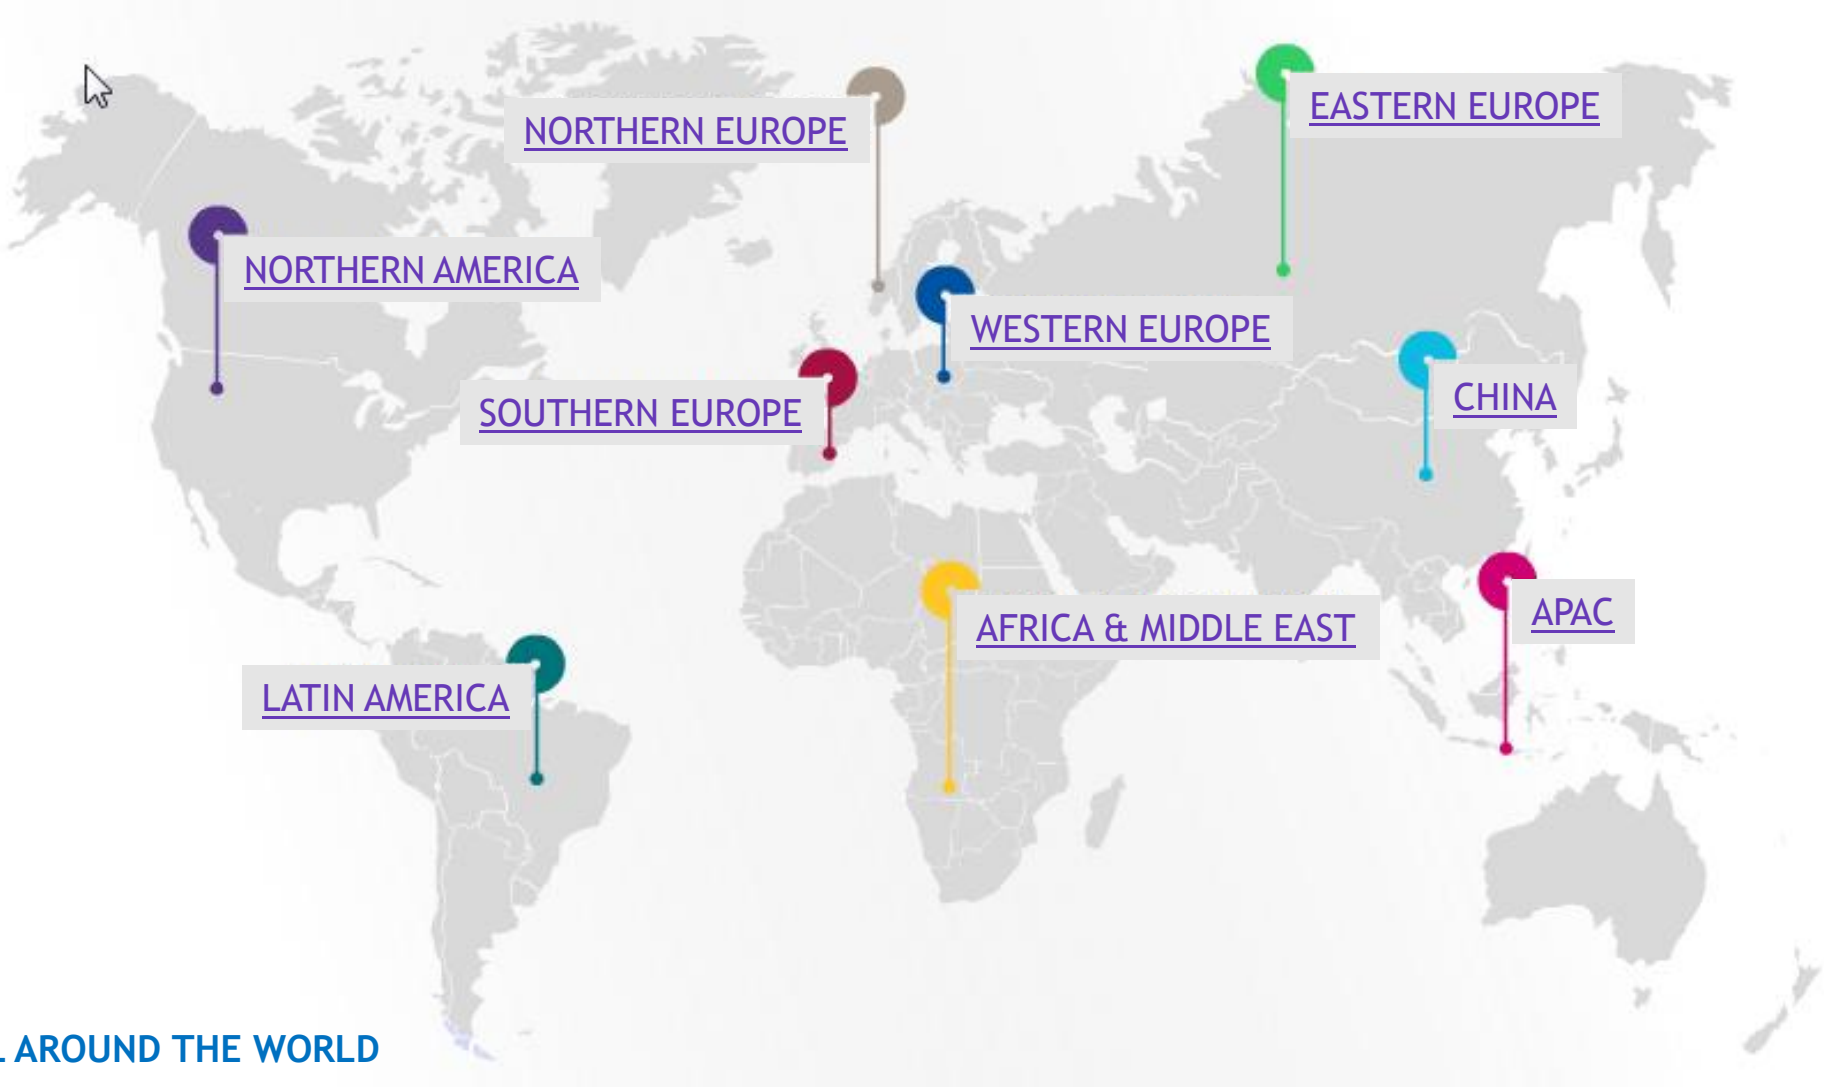 EASTERN EUROPE
NORTHERN EUROPE
NORTHERN AMERICA
WESTERN EUROPE
CHINA
SOUTHERN EUROPE
APAC
AFRICA & MIDDLE EAST
LATIN AMERICA
AROUND THE WORLD